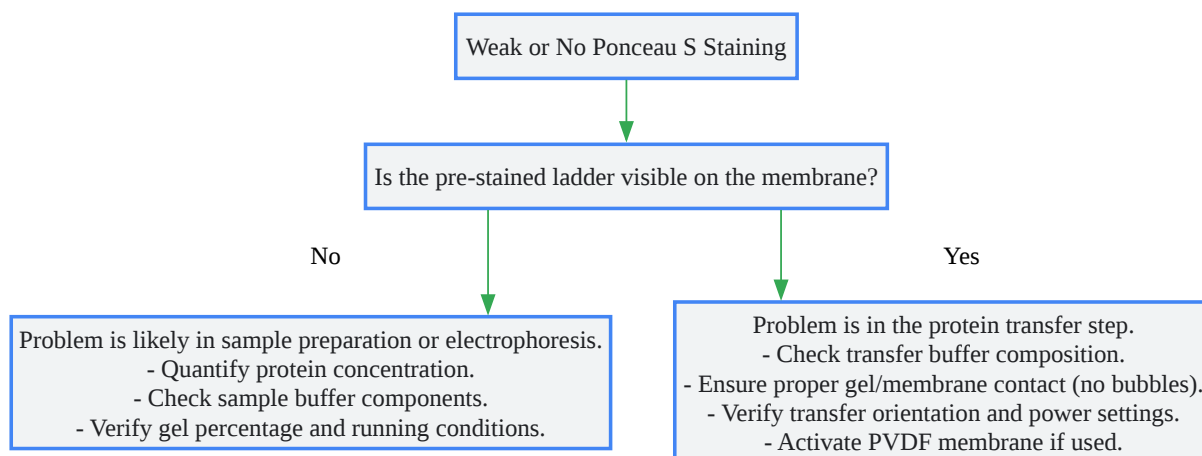 Weak or No Ponceau S Staining
Is the pre-stained ladder visible on the membrane?
No
Yes
Problem is likely in sample preparation or electrophoresis.
- Quantify protein concentration.
- Check sample buffer components.
- Verify gel percentage and running conditions.
Problem is in the protein transfer step.
- Check transfer buffer composition.
- Ensure proper gel/membrane contact (no bubbles).
- Verify transfer orientation and power settings.
- Activate PVDF membrane if used.